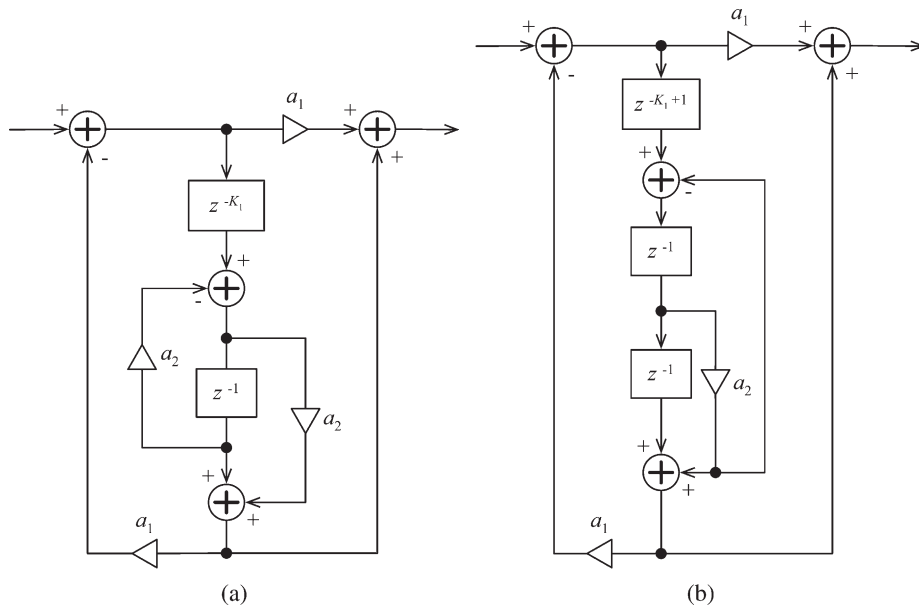 a₁
+
+
-
+
z⁻ᴷ¹
+
-
a₂
z⁻¹
a₂
+
+
a₁
(a)
a₁
+
+
-
+
z⁻ᴷ¹⁺¹
+
-
z⁻¹
z⁻¹
a₂
+
+
a₁
(b)